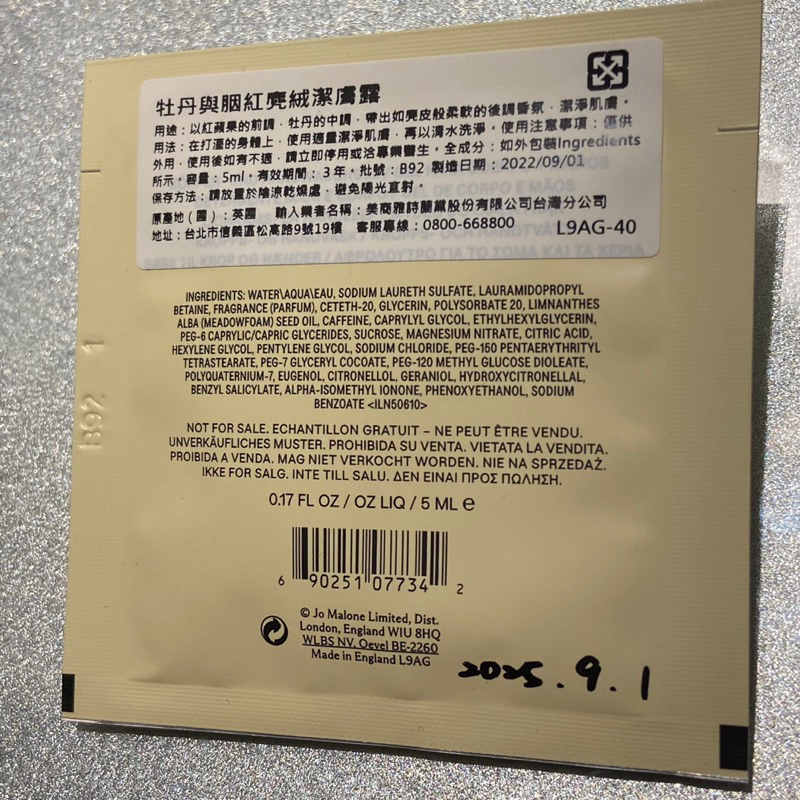 牡丹與胭紅麂絨潔膚露
用途：以紅蘋果的前調，牡丹的中調，帶出如麂皮般柔軟的後調香氛，潔淨肌膚。
用法：在打溼的身體上，使用適量潔淨肌膚，再以清水洗淨。使用注意事項：僅供
外用，使用後如有不適，請立即停用或洽專業醫生。全成分：如外包裝Ingredients
所示。容量：5ml。有效期間：3年。批號：B92 製造日期：2022/09/01
保存方法：請放置於陰涼乾燥處，避免陽光直射。
原產地（國）：英國 輸入業者名稱：美商雅詩蘭黛股份有限公司台灣分公司
地址：台北市信義區松高路9號19樓 客服專線：0800-668800 L9AG-40
INGREDIENTS: WATER\AQUA\EAU, SODIUM LAURETH SULFATE, LAURAMIDOPROPYL
BETAINE, FRAGRANCE (PARFUM), CETETH-20, GLYCERIN, POLYSORBATE 20, LIMNANTHES
ALBA (MEADOWFOAM) SEED OIL, CAFFEINE, CAPRYLYL GLYCOL, ETHYLHEXYLGLYCERIN,
PEG-6 CAPRYLIC/CAPRIC GLYCERIDES, SUCROSE, MAGNESIUM NITRATE, CITRIC ACID,
HEXYLENE GLYCOL, PENTYLENE GLYCOL, SODIUM CHLORIDE, PEG-150 PENTAERYTHRITYL
TETRASTEARATE, PEG-7 GLYCERYL COCOATE, PEG-120 METHYL GLUCOSE DIOLEATE,
POLYQUATERNIUM-7, EUGENOL, CITRONELLOL, GERANIOL, HYDROXYCITRONELLAL,
BENZYL SALICYLATE, ALPHA-ISOMETHYL IONONE, PHENOXYETHANOL, SODIUM
BENZOATE <ILN50610>
NOT FOR SALE. ECHANTILLON GRATUIT – NE PEUT ÊTRE VENDU.
UNVERKÄUFLICHES MUSTER. PROHIBIDA SU VENTA. VIETATA LA VENDITA.
PROIBIDA A VENDA. MAG NIET VERKOCHT WORDEN. NIE NA SPRZEDAŻ.
IKKE FOR SALG. INTE TILL SALU. ΔΕΝ ΕΙΝΑΙ ΠΡΟΣ ΠΩΛΗΣΗ.
0.17 FL OZ / OZ LIQ / 5 ML ℮
6 90251 07734 2
© Jo Malone Limited, Dist.
London, England W1U 8HQ
WLBS NV, Oevel BE-2260
Made in England L9AG
2025.9.1
B92 1